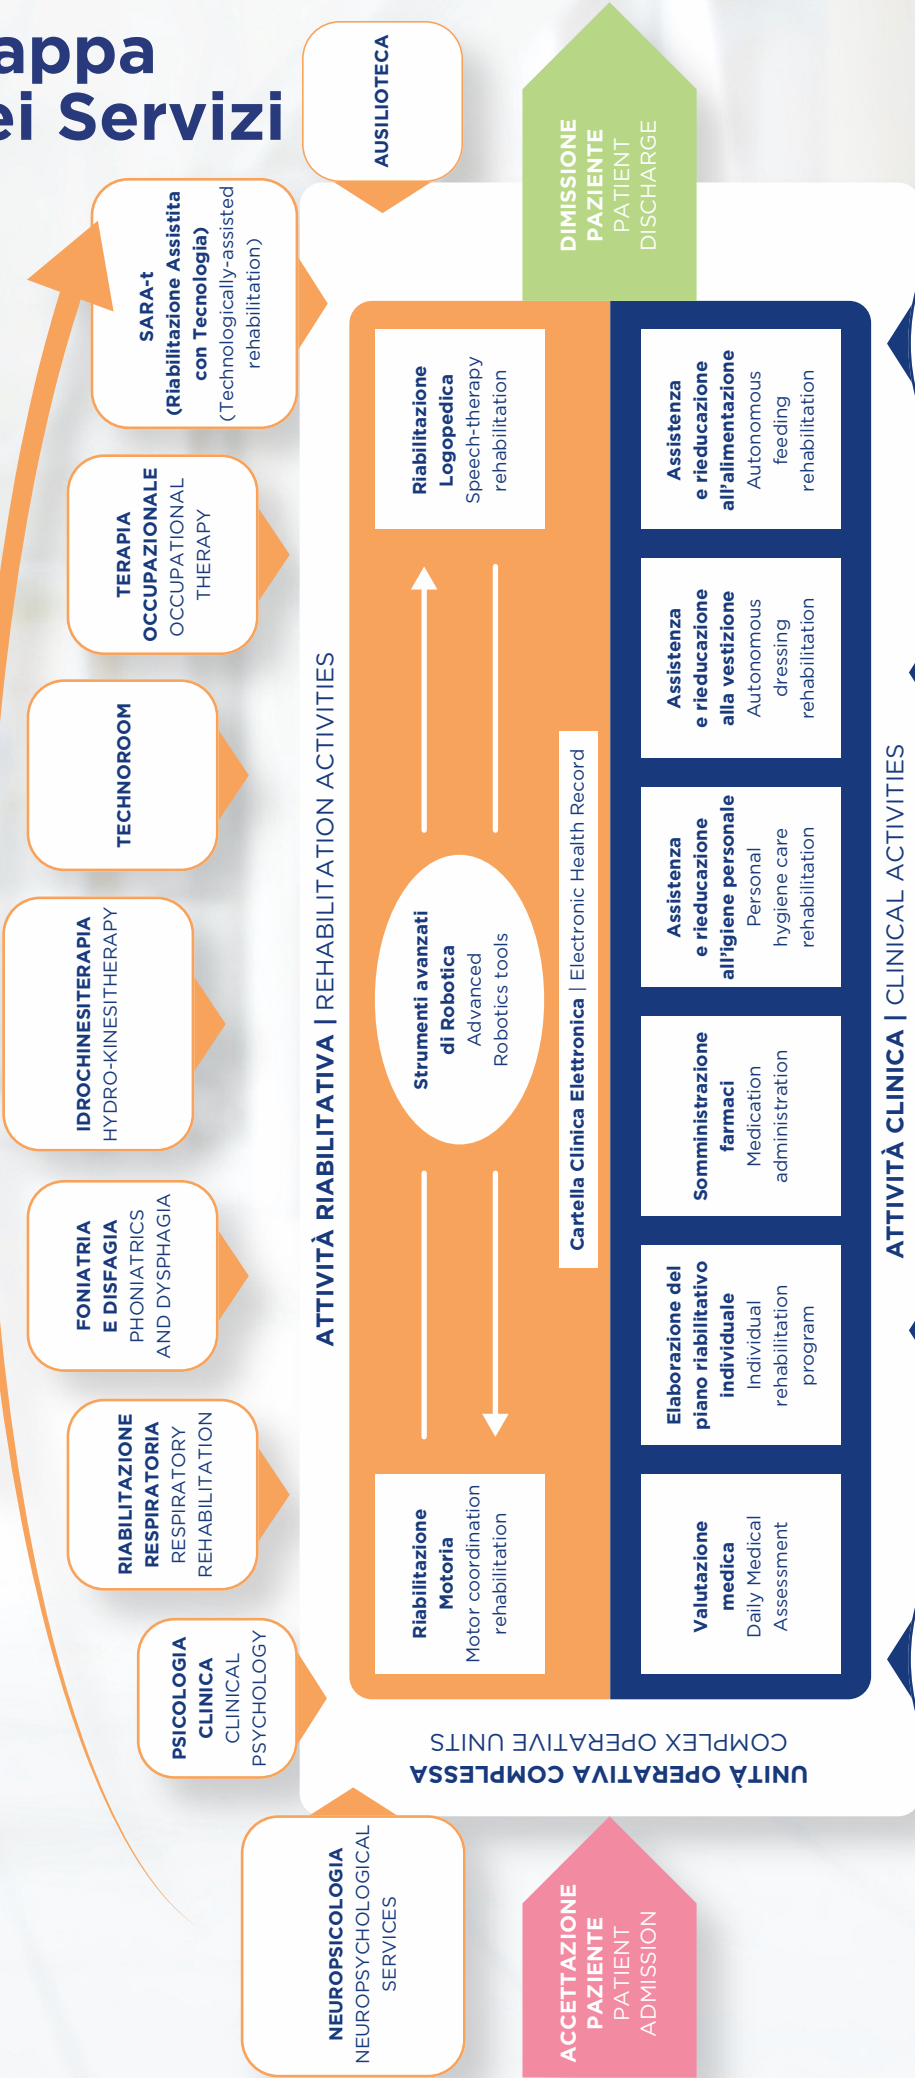 appa
ei Servizi
NEUROPSICOLOGIA
NEUROPSYCHOLOGICAL
SERVICES
PSICOLOGIA
CLINICA
CLINICAL
PSYCHOLOGY
RIABILITAZIONE
RESPIRATORIA
RESPIRATORY
REHABILITATION
FONIATRIA
E DISFAGIA
PHONIATRICS
AND DYSPHAGIA
IDROCHINESITERAPIA
HYDRO-KINESITHERAPY
TECHNOROOM
TERAPIA
OCCUPAZIONALE
OCCUPATIONAL
THERAPY
SARA-t
(Riabilitazione Assistita
con Tecnologia)
(Technologically-assisted
rehabilitation)
AUSILIOTECA
ACCETTAZIONE
PAZIENTE
PATIENT
ADMISSION
UNITÀ OPERATIVA COMPLESSA
COMPLEX OPERATIVE UNITS
ATTIVITÀ RIABILITATIVA | REHABILITATION ACTIVITIES
Riabilitazione
Motoria
Motor coordination
rehabilitation
Strumenti avanzati
di Robotica
Advanced
Robotics tools
Riabilitazione
Logopedica
Speech-therapy
rehabilitation
Cartella Clinica Elettronica | Electronic Health Record
Valutazione
medica
Daily Medical
Assessment
Elaborazione del
piano riabilitativo
individuale
Individual
rehabilitation
program
Somministrazione
farmaci
Medication
administration
Assistenza
e rieducazione
all'igiene personale
Personal
hygiene care
rehabilitation
Assistenza
e rieducazione
alla vestizione
Autonomous
dressing
rehabilitation
Assistenza
e rieducazione
all'alimentazione
Autonomous
feeding
rehabilitation
ATTIVITÀ CLINICA | CLINICAL ACTIVITIES
DIMISSIONE
PAZIENTE
PATIENT
DISCHARGE